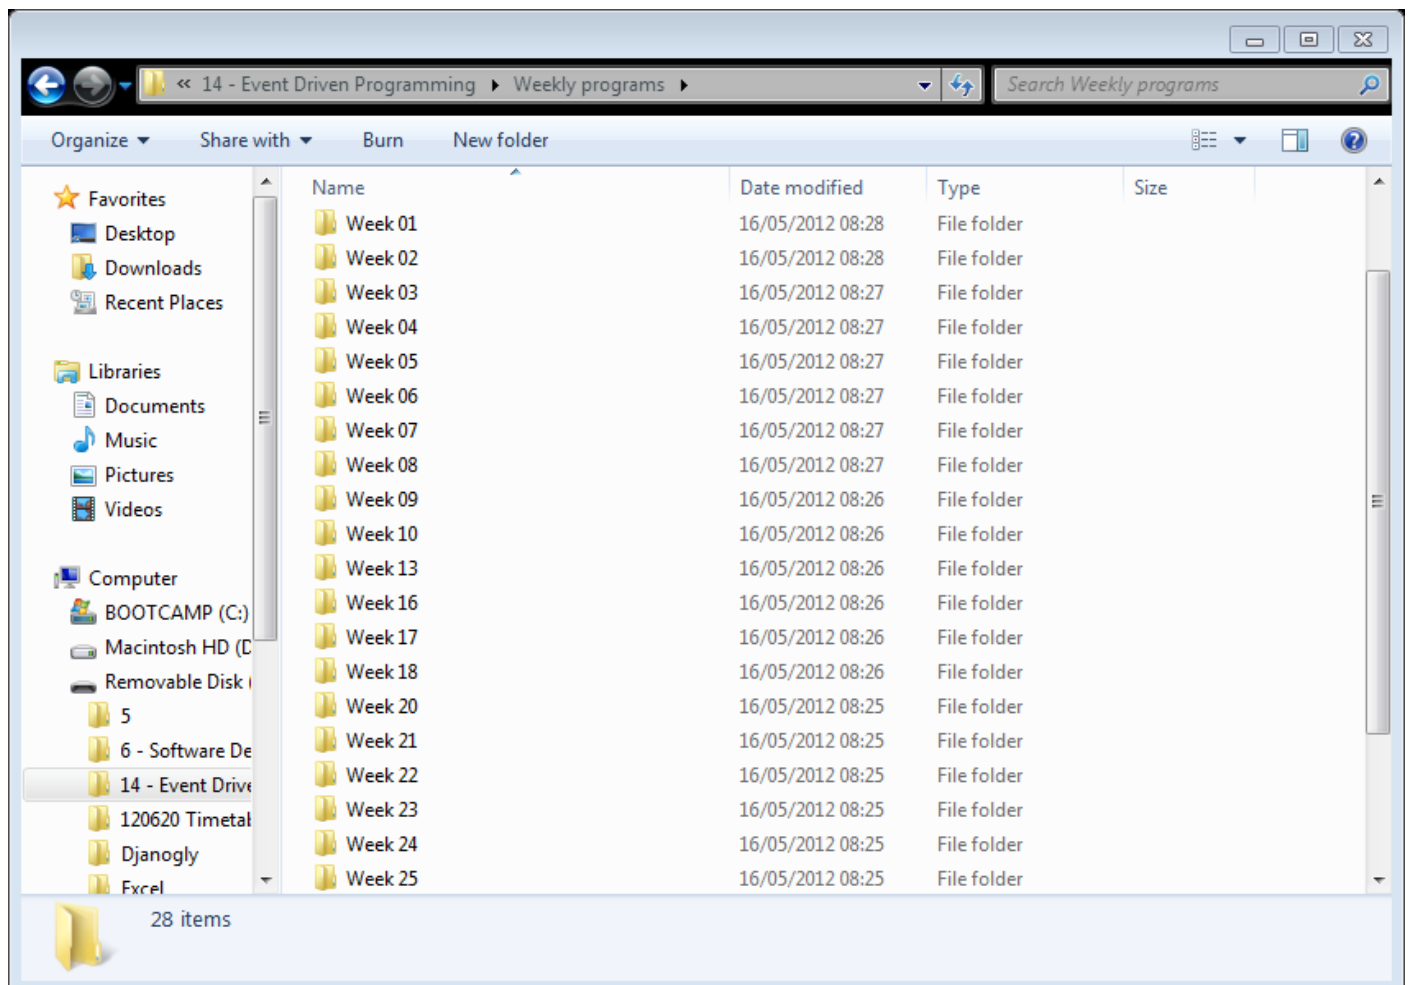 « 14 - Event Driven Programming ▸ Weekly programs ▸ Search Weekly programs
Organize Share with Burn New folder
Favorites
Desktop
Downloads
Recent Places
Libraries
Documents
Music
Pictures
Videos
Computer
BOOTCAMP (C:)
Macintosh HD (D
Removable Disk (
5
6 - Software De
14 - Event Drive
120620 Timetab
Djanogly
Excel
Name Date modified Type Size
Week 01 16/05/2012 08:28 File folder
Week 02 16/05/2012 08:28 File folder
Week 03 16/05/2012 08:27 File folder
Week 04 16/05/2012 08:27 File folder
Week 05 16/05/2012 08:27 File folder
Week 06 16/05/2012 08:27 File folder
Week 07 16/05/2012 08:27 File folder
Week 08 16/05/2012 08:27 File folder
Week 09 16/05/2012 08:26 File folder
Week 10 16/05/2012 08:26 File folder
Week 13 16/05/2012 08:26 File folder
Week 16 16/05/2012 08:26 File folder
Week 17 16/05/2012 08:26 File folder
Week 18 16/05/2012 08:26 File folder
Week 20 16/05/2012 08:25 File folder
Week 21 16/05/2012 08:25 File folder
Week 22 16/05/2012 08:25 File folder
Week 23 16/05/2012 08:25 File folder
Week 24 16/05/2012 08:25 File folder
Week 25 16/05/2012 08:25 File folder
28 items